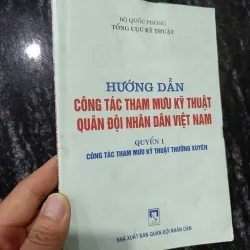 BỘ QUỐC PHÒNG
TỔNG CỤC KỸ THUẬT
HƯỚNG DẪN
CÔNG TÁC THAM MƯU KỸ THUẬT
QUÂN ĐỘI NHÂN DÂN VIỆT NAM
QUYỂN I
CÔNG TÁC THAM MƯU KỸ THUẬT THƯỜNG XUYÊN
NHÀ XUẤT BẢN QUÂN ĐỘI NHÂN DÂN